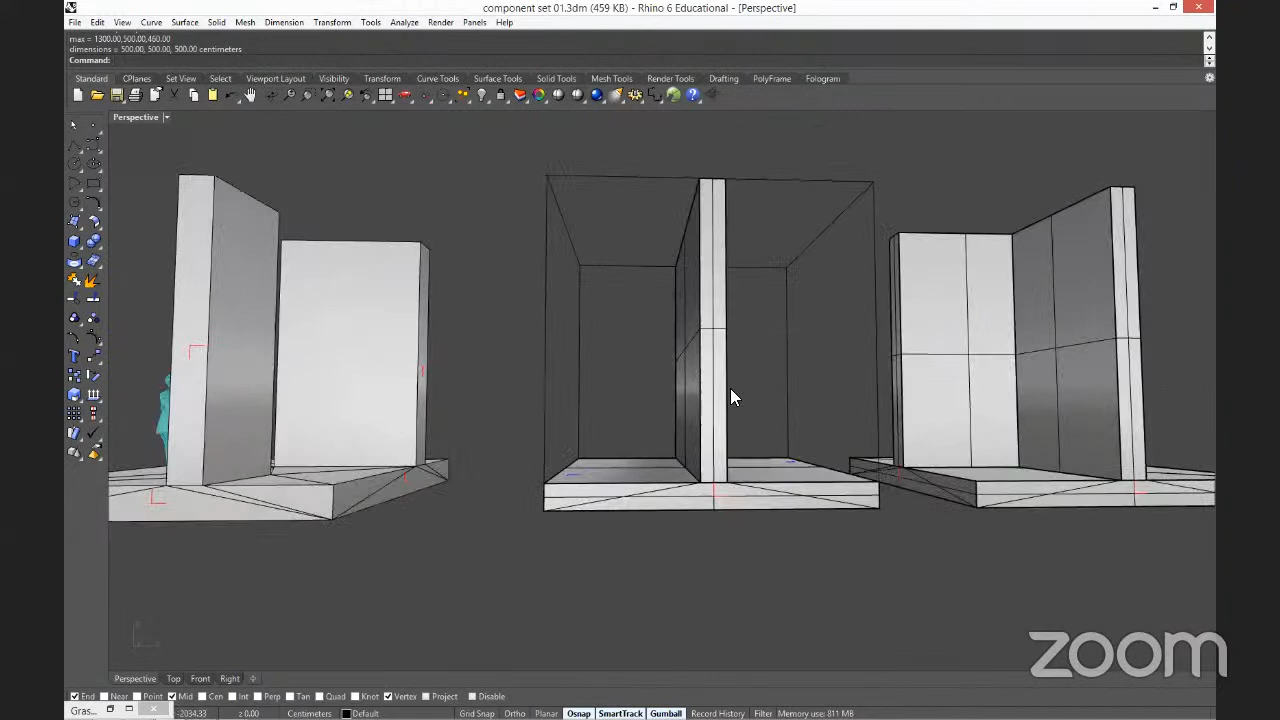 component set 01.3dm (459 KB) - Rhino 6 Educational - [Perspective]
File Edit View Curve Surface Solid Mesh Dimension Transform Tools Analyze Render Panels Help
max = 1300.00,500.00,460.00
dimensions = 500.00, 500.00, 500.00 centimeters
Command:
Standard CPlanes Set View Select Viewport Layout Visibility Transform Curve Tools Surface Tools Solid Tools Mesh Tools Render Tools Drafting PolyFrame Fologram
Perspective
zoom
Perspective Top Front Right
End Near Point Mid Cen Int Perp Tan Quad Knot Vertex Project Disable
Gras... -2034.33 z 0.00 Centimeters Default Grid Snap Ortho Planar Osnap SmartTrack Gumball Record History Filter Memory use: 811 MB